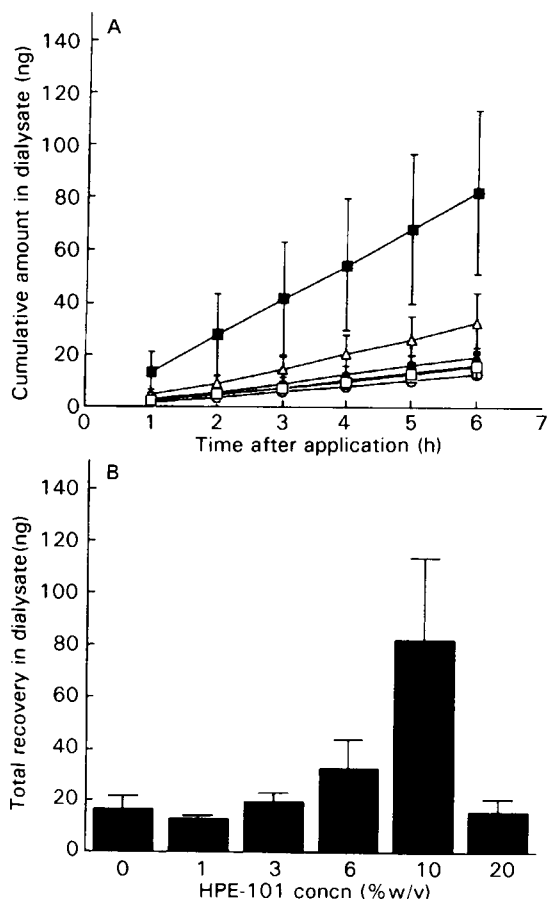 A
Cumulative amount in dialysate (ng)
140
120
100
80
60
40
20
0
0 1 2 3 4 5 6 7
Time after application (h)
B
Total recovery in dialysate(ng)
140
120
100
80
60
40
20
0
0 1 3 6 10 20
HPE-101 concn (%w/v)